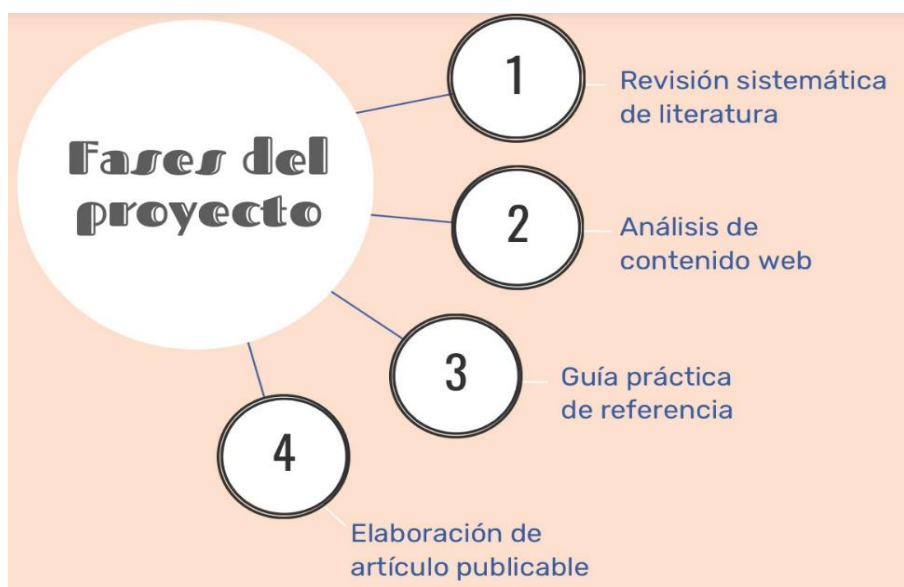 Fases del
proyecto
1
Revisión sistemática
de literatura
2
Análisis de
contenido web
3
Guía práctica
de referencia
4
Elaboración de
artículo publicable